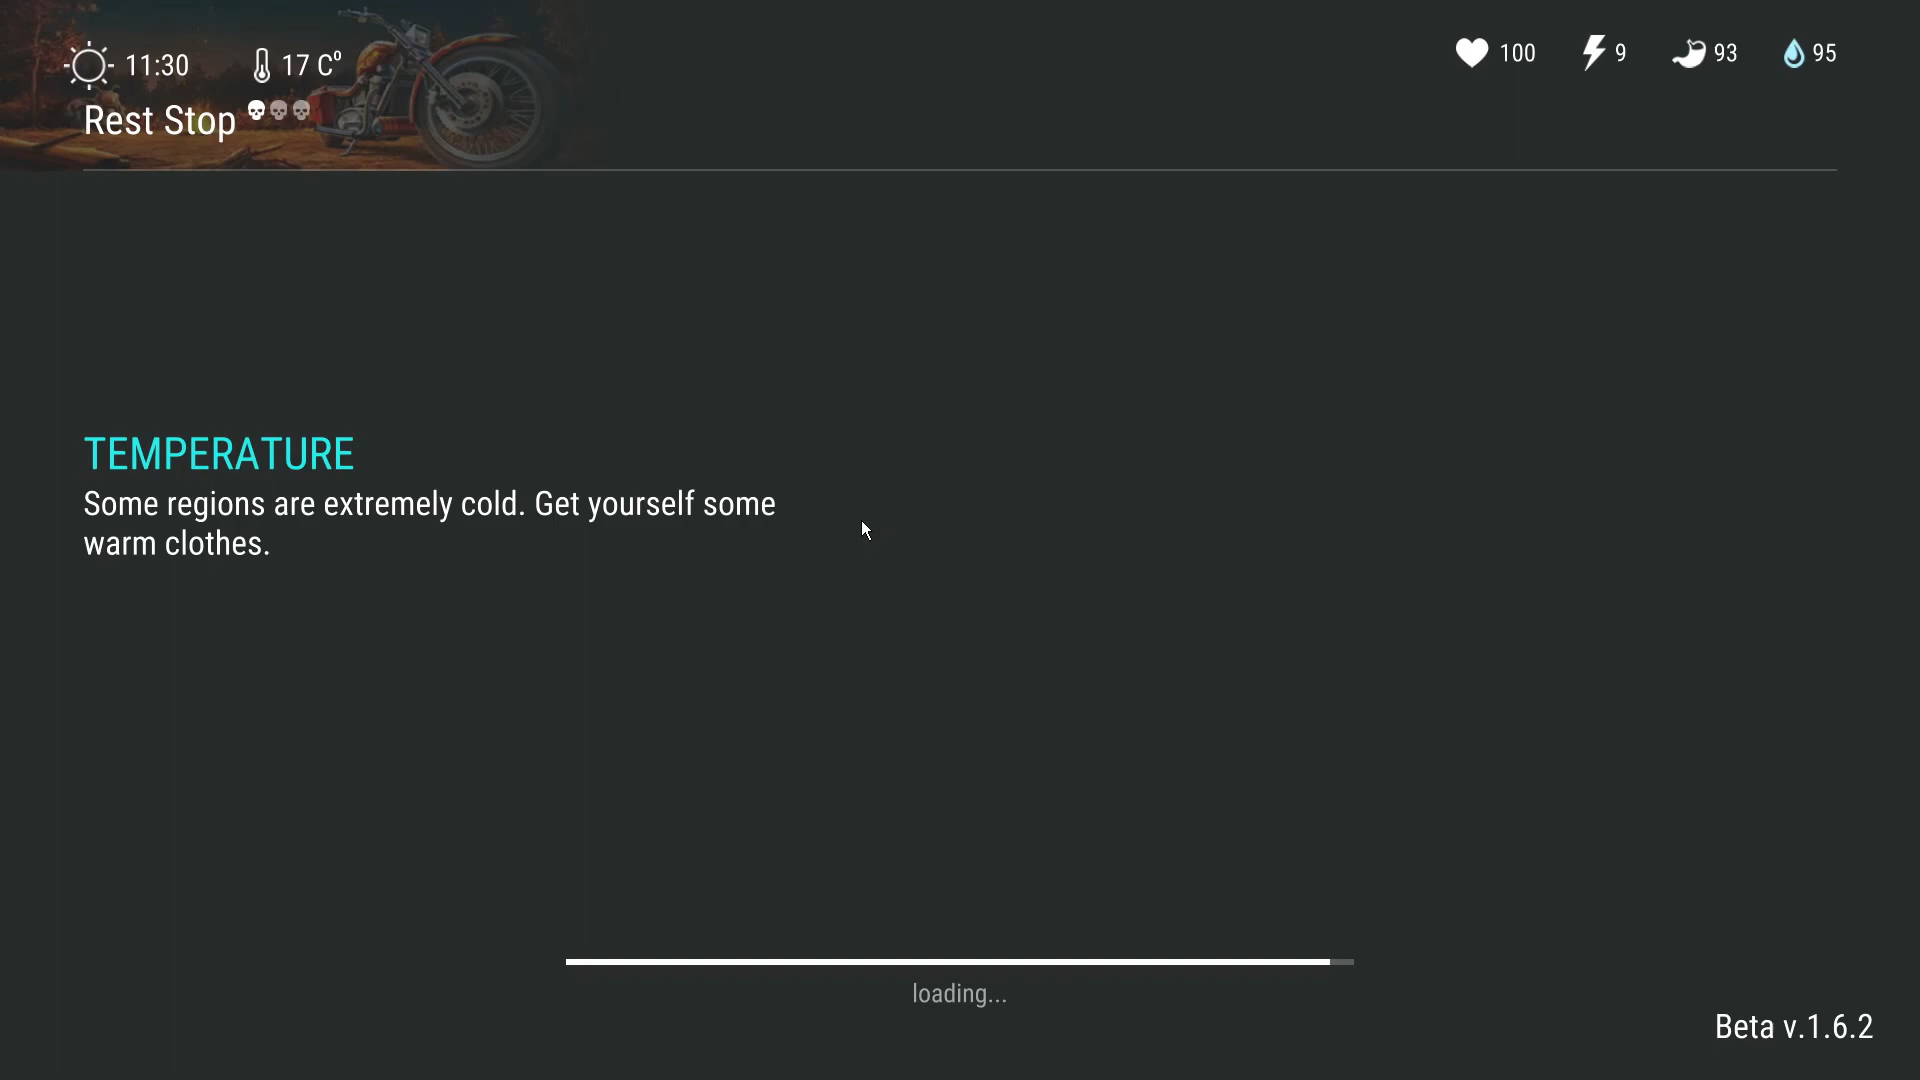 11:30
17 C⁰
100
9
93
95
Rest Stop
TEMPERATURE
Some regions are extremely cold. Get yourself some
warm clothes.
loading...
Beta v.1.6.2